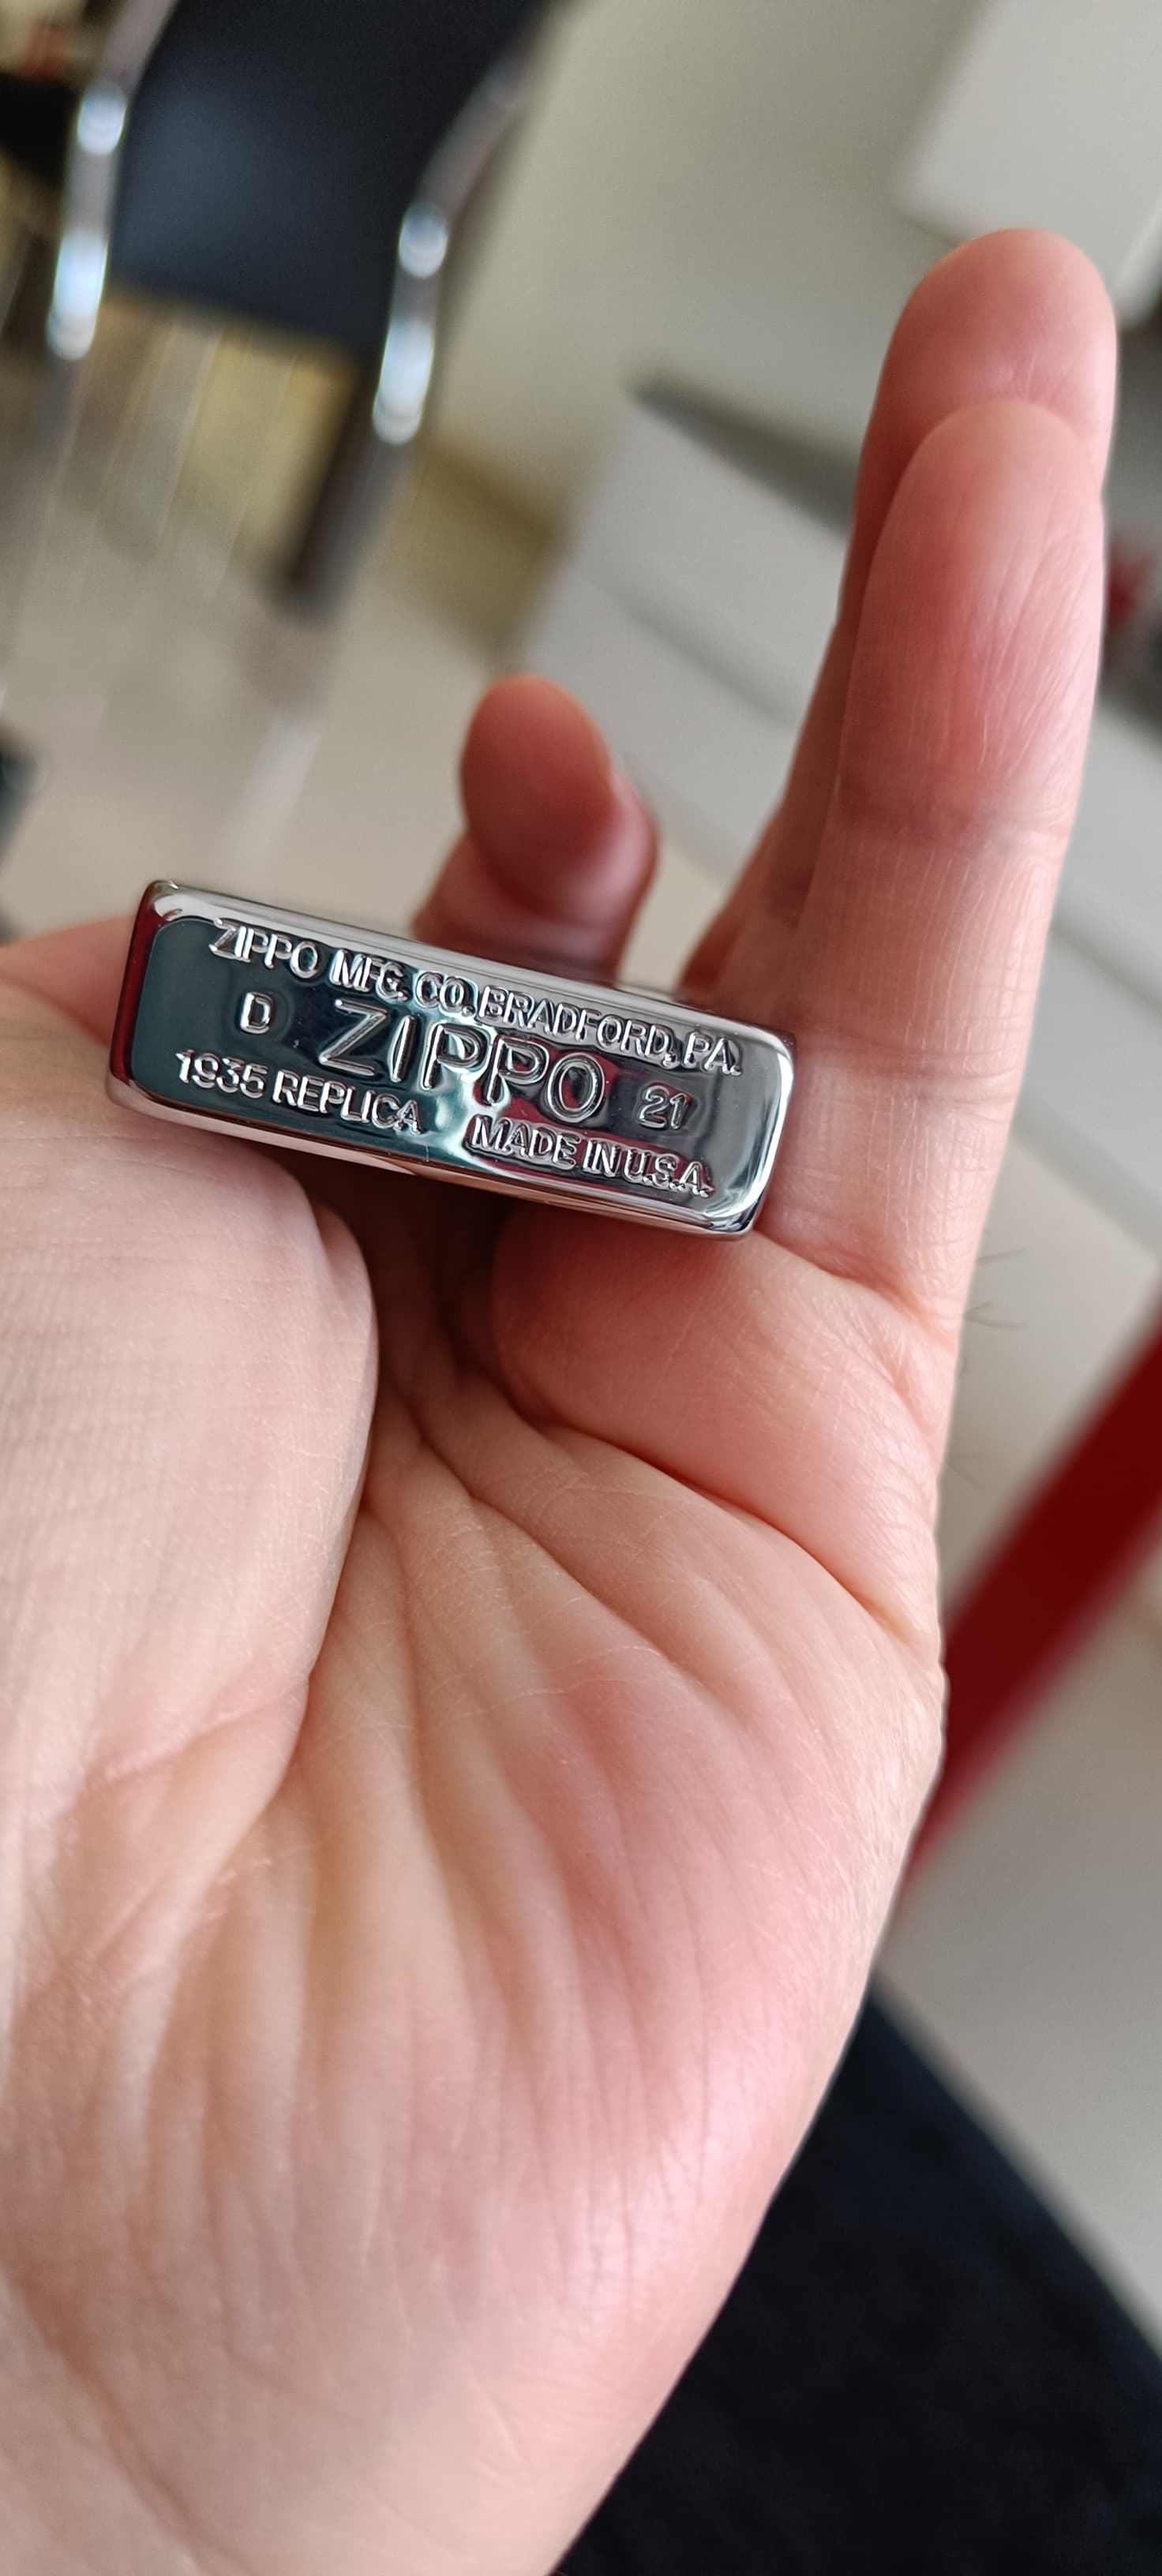 ZIPPO MFG. CO. BRADFORD, PA.
D ZIPPO 21
1935 REPLICA MADE IN U.S.A.